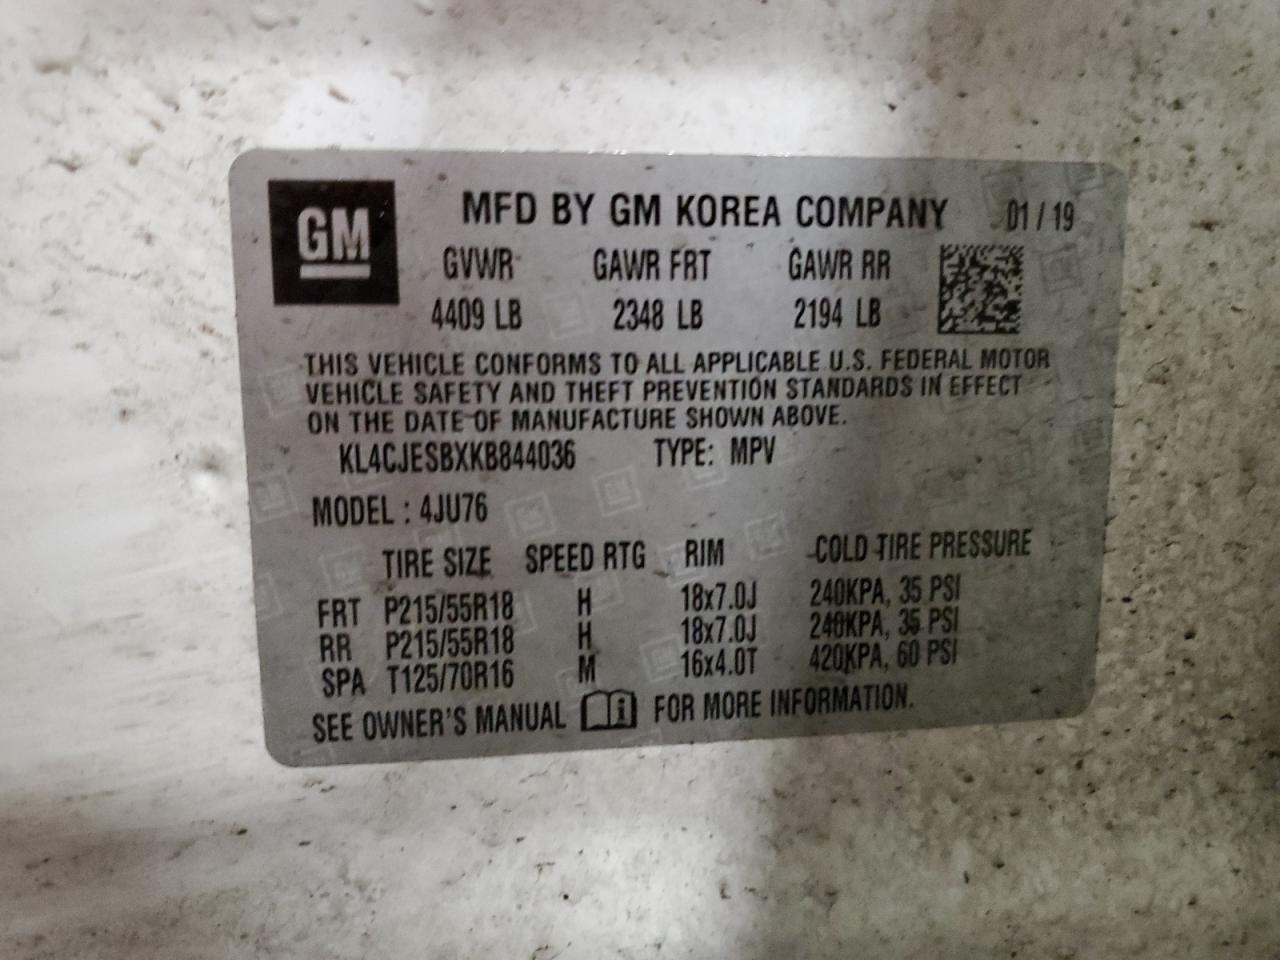 GM
MFD BY GM KOREA COMPANY 01 / 19
GVWR GAWR FRT GAWR RR
4409 LB 2348 LB 2194 LB
THIS VEHICLE CONFORMS TO ALL APPLICABLE U.S. FEDERAL MOTOR
VEHICLE SAFETY AND THEFT PREVENTION STANDARDS IN EFFECT
ON THE DATE OF MANUFACTURE SHOWN ABOVE.
KL4CJESBXKB844036 TYPE: MPV
MODEL : 4JU76
TIRE SIZE SPEED RTG RIM COLD TIRE PRESSURE
FRT P215/55R18 H 18x7.0J 240KPA, 35 PSI
RR P215/55R18 H 18x7.0J 240KPA, 35 PSI
SPA T125/70R16 M 16x4.0T 420KPA, 60 PSI
SEE OWNER'S MANUAL i FOR MORE INFORMATION.